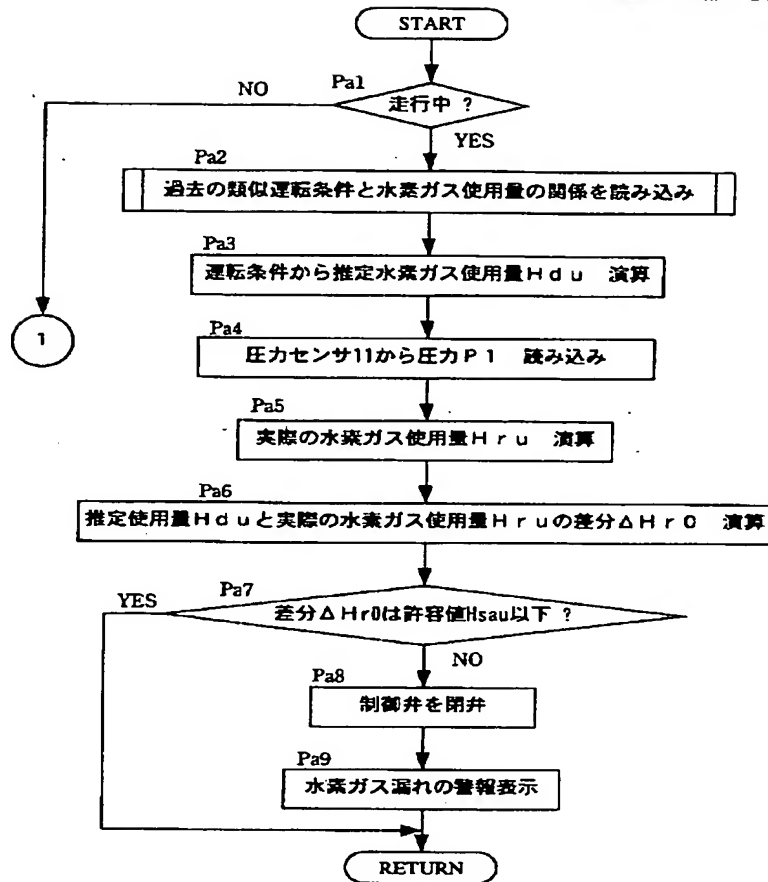 START
Pa1
NO
走行中 ?
YES
Pa2
過去の類似運転条件と水素ガス使用量の関係を読み込み
Pa3
運転条件から推定水素ガス使用量Hdu 演算
1
Pa4
圧力センサ11から圧力P1 読み込み
Pa5
実際の水素ガス使用量Hru 演算
Pa6
推定使用量Hduと実際の水素ガス使用量Hruの差分ΔHr0 演算
Pa7
YES
差分ΔHr0は許容値Hsau以下 ?
NO
Pa8
制御弁を閉弁
Pa9
水素ガス漏れの警報表示
RETURN